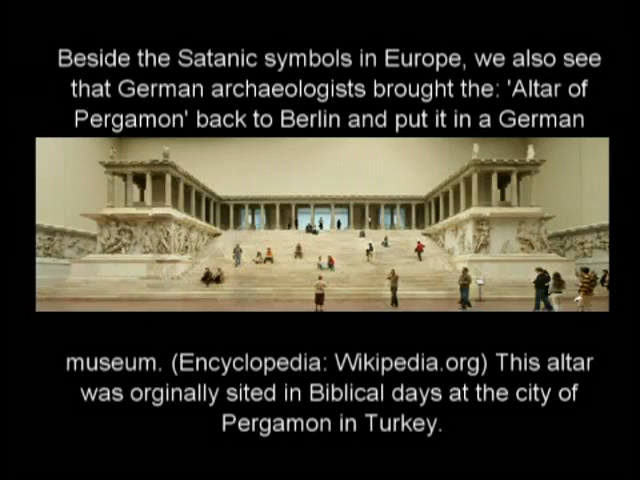 Beside the Satanic symbols in Europe, we also see
that German archaeologists brought the: 'Altar of
Pergamon' back to Berlin and put it in a German
museum. (Encyclopedia: Wikipedia.org) This altar
was orginally sited in Biblical days at the city of
Pergamon in Turkey.